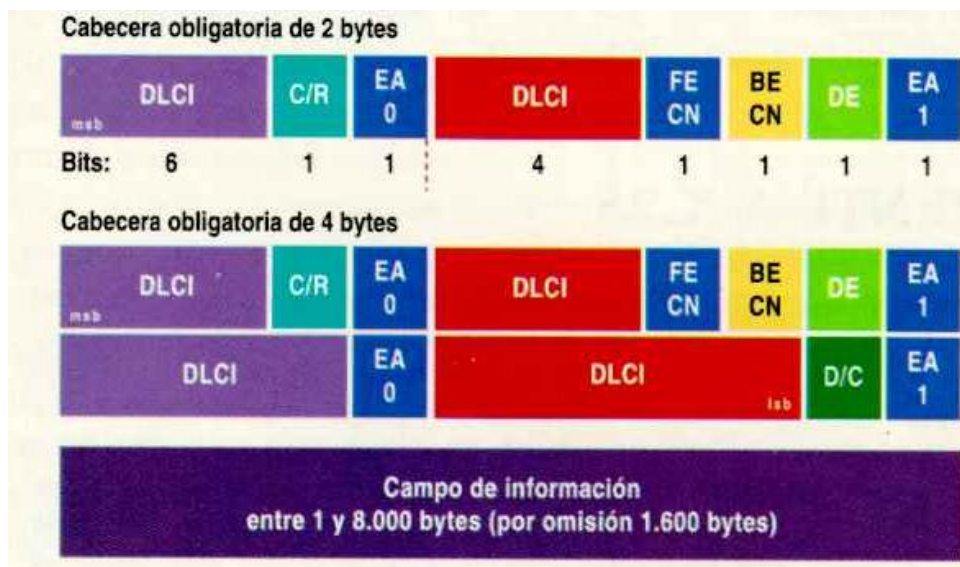 Cabecera obligatoria de 2 bytes
DLCI C/R EA DLCI FE BE DE EA
msb 0 CN CN 1
Bits: 6 1 1 4 1 1 1 1
Cabecera obligatoria de 4 bytes
DLCI C/R EA DLCI FE BE DE EA
msb 0 CN CN 1
DLCI EA DLCI D/C EA
0 lsb 1
Campo de información
entre 1 y 8.000 bytes (por omisión 1.600 bytes)